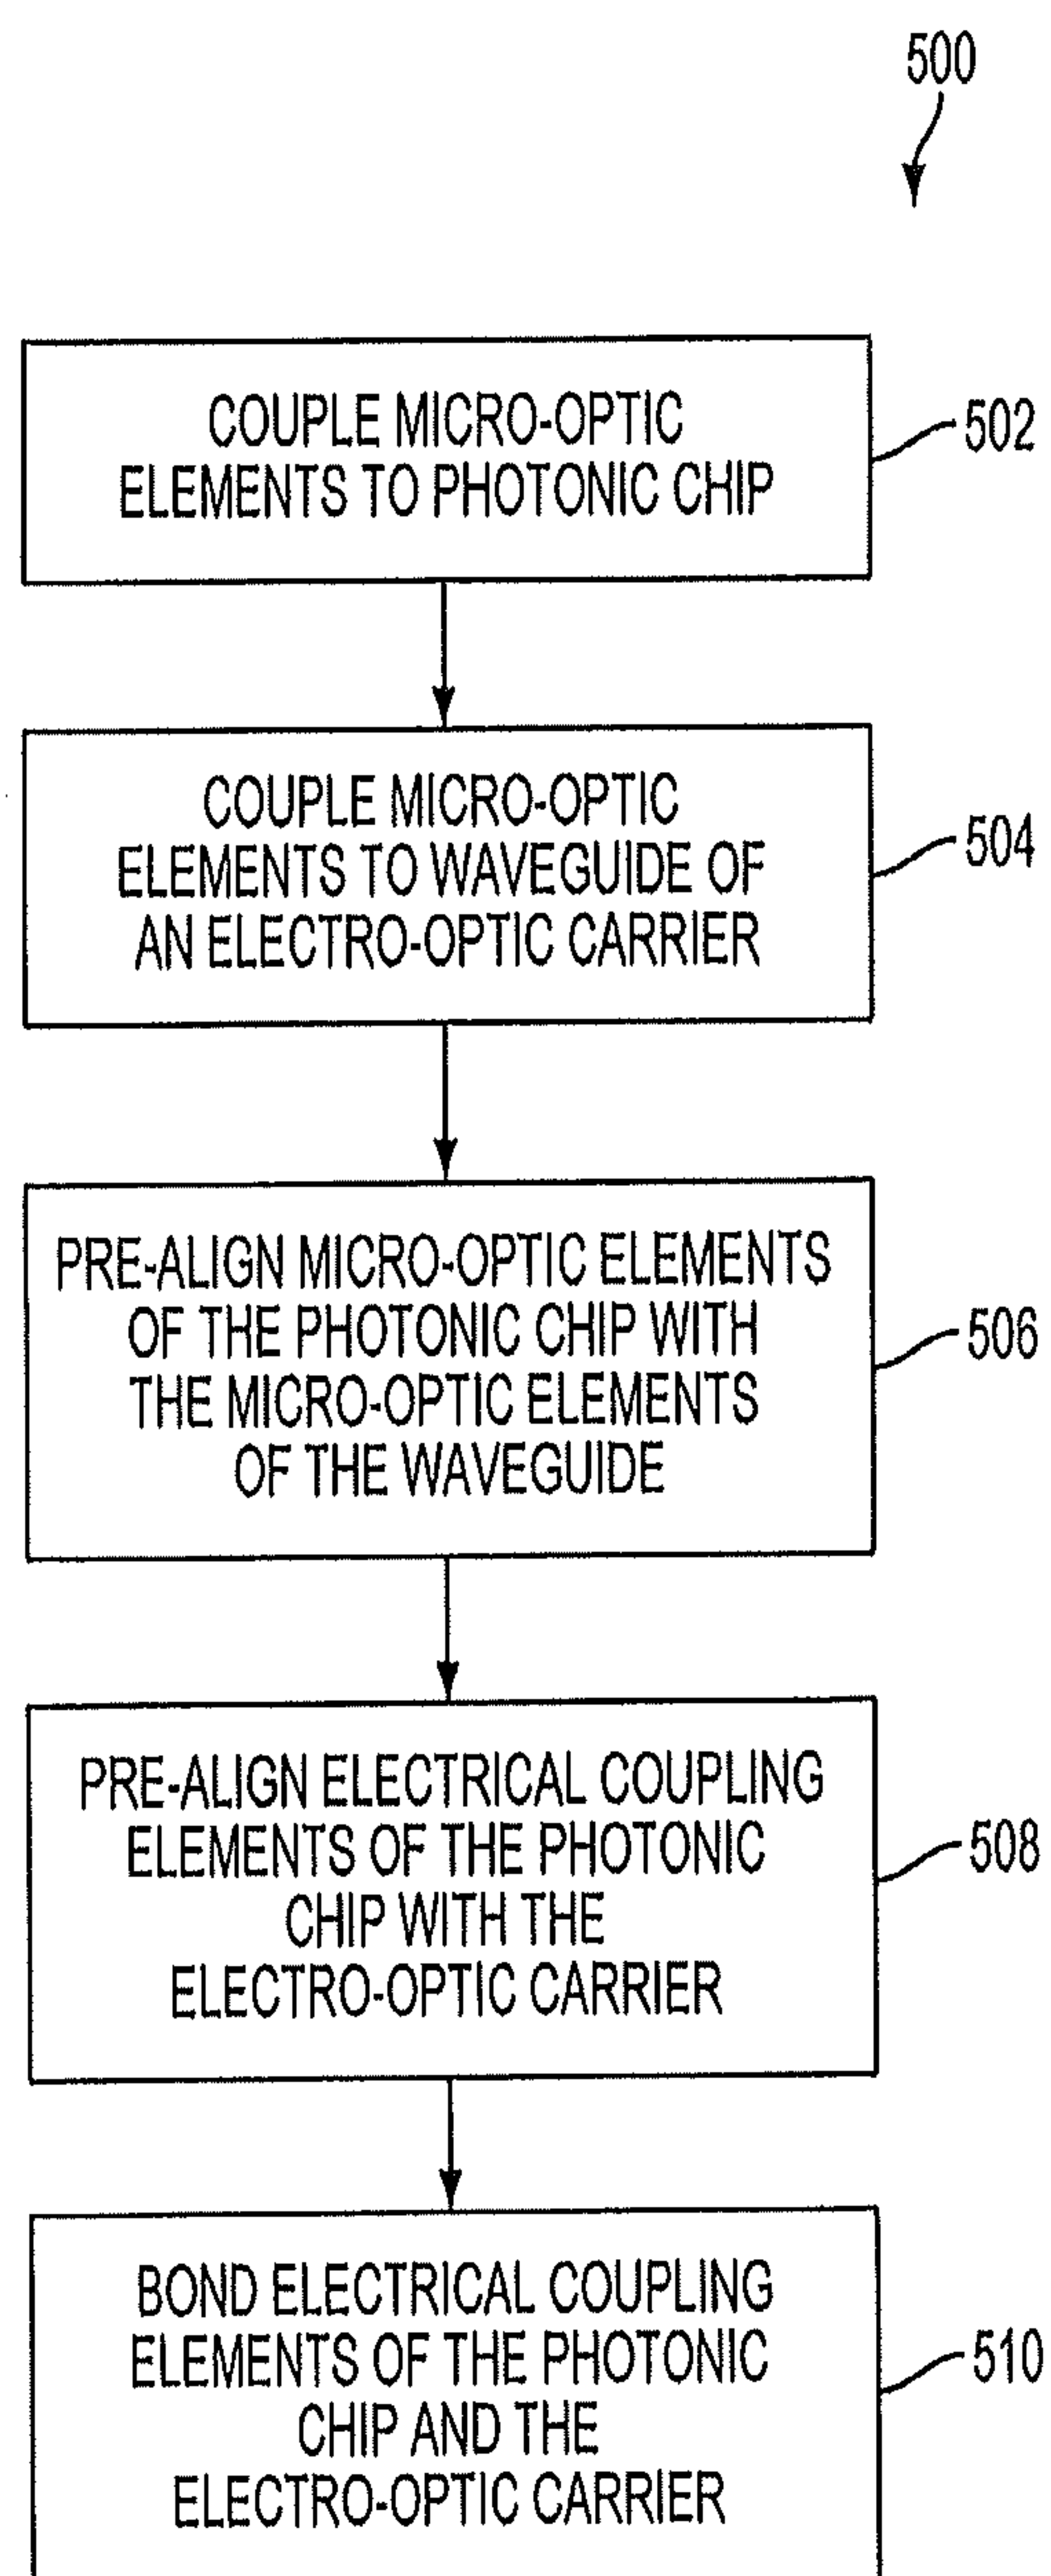 500
COUPLE MICRO-OPTIC
ELEMENTS TO PHOTONIC CHIP
502
COUPLE MICRO-OPTIC
ELEMENTS TO WAVEGUIDE OF
AN ELECTRO-OPTIC CARRIER
504
PRE-ALIGN MICRO-OPTIC ELEMENTS
OF THE PHOTONIC CHIP WITH
THE MICRO-OPTIC ELEMENTS
OF THE WAVEGUIDE
506
PRE-ALIGN ELECTRICAL COUPLING
ELEMENTS OF THE PHOTONIC
CHIP WITH THE
ELECTRO-OPTIC CARRIER
508
BOND ELECTRICAL COUPLING
ELEMENTS OF THE PHOTONIC
CHIP AND THE
ELECTRO-OPTIC CARRIER
510